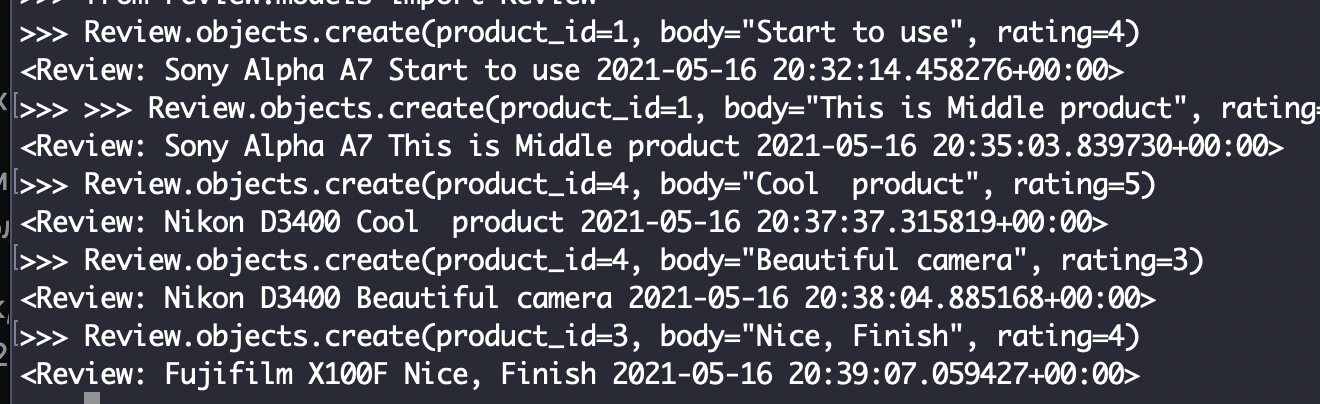 >>> from review.models import Review
>>> Review.objects.create(product_id=1, body="Start to use", rating=4)
<Review: Sony Alpha A7 Start to use 2021-05-16 20:32:14.458276+00:00>
[>>> >>> Review.objects.create(product_id=1, body="This is Middle product", rating=
<Review: Sony Alpha A7 This is Middle product 2021-05-16 20:35:03.839730+00:00>
[>>> Review.objects.create(product_id=4, body="Cool  product", rating=5)
<Review: Nikon D3400 Cool  product 2021-05-16 20:37:37.315819+00:00>
[>>> Review.objects.create(product_id=4, body="Beautiful camera", rating=3)
<Review: Nikon D3400 Beautiful camera 2021-05-16 20:38:04.885168+00:00>
[>>> Review.objects.create(product_id=3, body="Nice, Finish", rating=4)
<Review: Fujifilm X100F Nice, Finish 2021-05-16 20:39:07.059427+00:00>